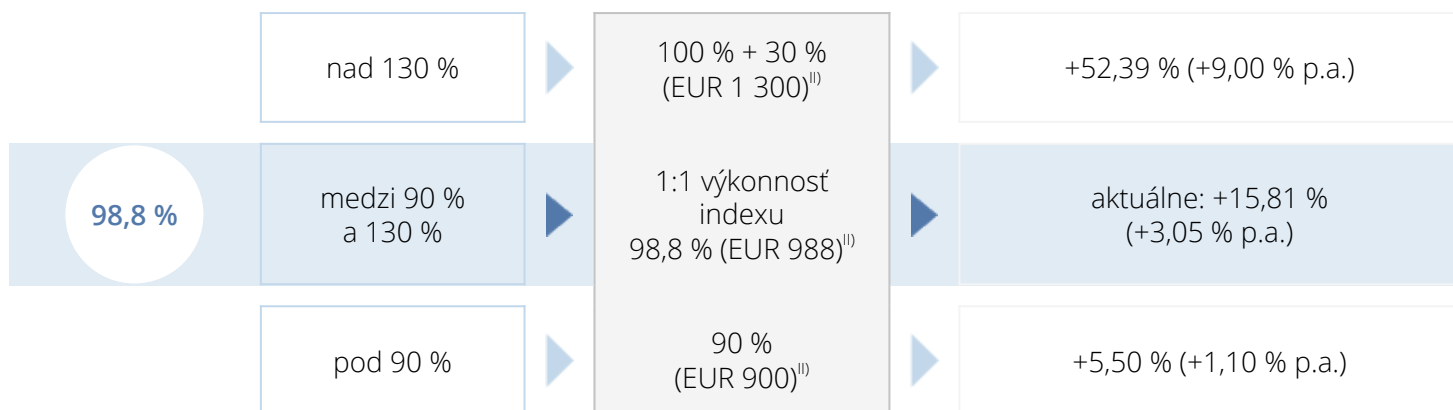 nad 130 %
100 % + 30 %
(EUR 1 300)II)
+52,39 % (+9,00 % p.a.)
98,8 %
medzi 90 %
a 130 %
1:1 výkonnosť
indexu
98,8 % (EUR 988)II)
aktuálne: +15,81 %
(+3,05 % p.a.)
pod 90 %
90 %
(EUR 900)II)
+5,50 % (+1,10 % p.a.)